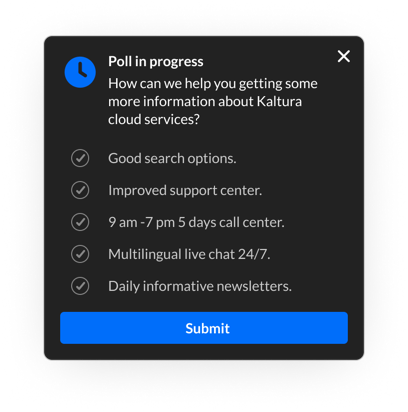 Poll in progress
How can we help you getting some
more information about Kaltura
cloud services?
Good search options.
Improved support center.
9 am -7 pm 5 days call center.
Multilingual live chat 24/7.
Daily informative newsletters.
Submit